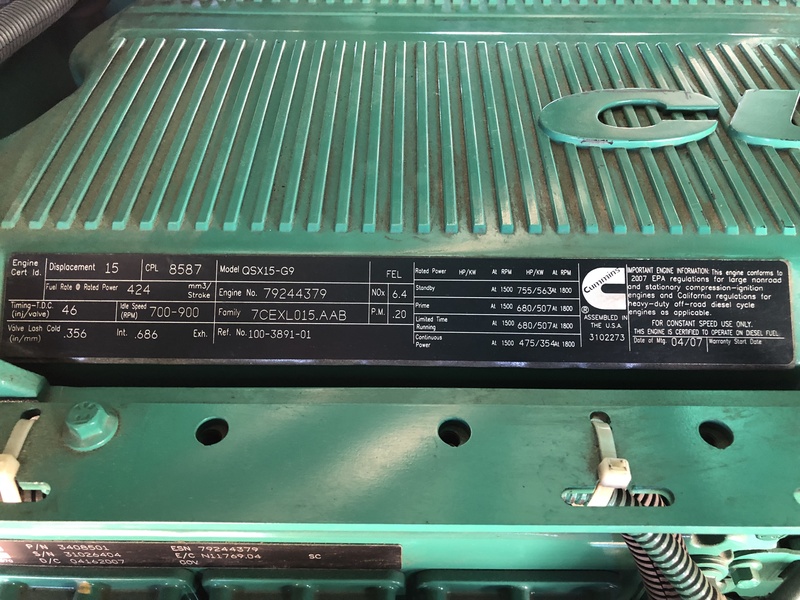 CU
Engine Cert Id. Displacement 15 CPL 8587 Model QSX15-G9
Fuel Rate @ Rated Power 424 mm3/Stroke Engine No. 79244379
Timing-T.D.C. (inj/valve) 46 Idle Speed (RPM) 700-900 Family 7CEXL015.AAB
Valve Lash Cold (in/mm) .356 Int. .686 Exh. Ref. No. 100-3891-01
FEL
NOx 6.4
P.M. .20
Rated Power HP/KW At RPM HP/KW At RPM
Standby At 1500 755/563 At 1800
Prime At 1500 680/507 At 1800
Limited Time Running At 1500 680/507 At 1800
Continuous Power At 1500 475/354 At 1800
Cummins
®
ASSEMBLED IN
THE U.S.A.
3102273
IMPORTANT ENGINE INFORMATION: This engine conforms to
2007 EPA regulations for large nonroad
and stationary compression-ignition
engines and California regulations for
heavy-duty off-road diesel cycle
engines as applicable.
FOR CONSTANT SPEED USE ONLY.
THIS ENGINE IS CERTIFIED TO OPERATE ON DIESEL FUEL.
Date of Mfg. 04/07 Warranty Start Date
P/N 3408501 ESN 79244379
S/N 31026404 E/C N11769.04 SC
D/C 04162007 00V